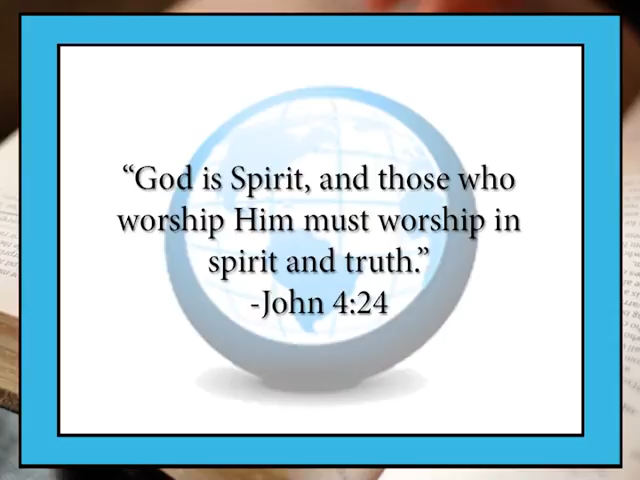 “God is Spirit, and those who
worship Him must worship in
spirit and truth.”
-John 4:24